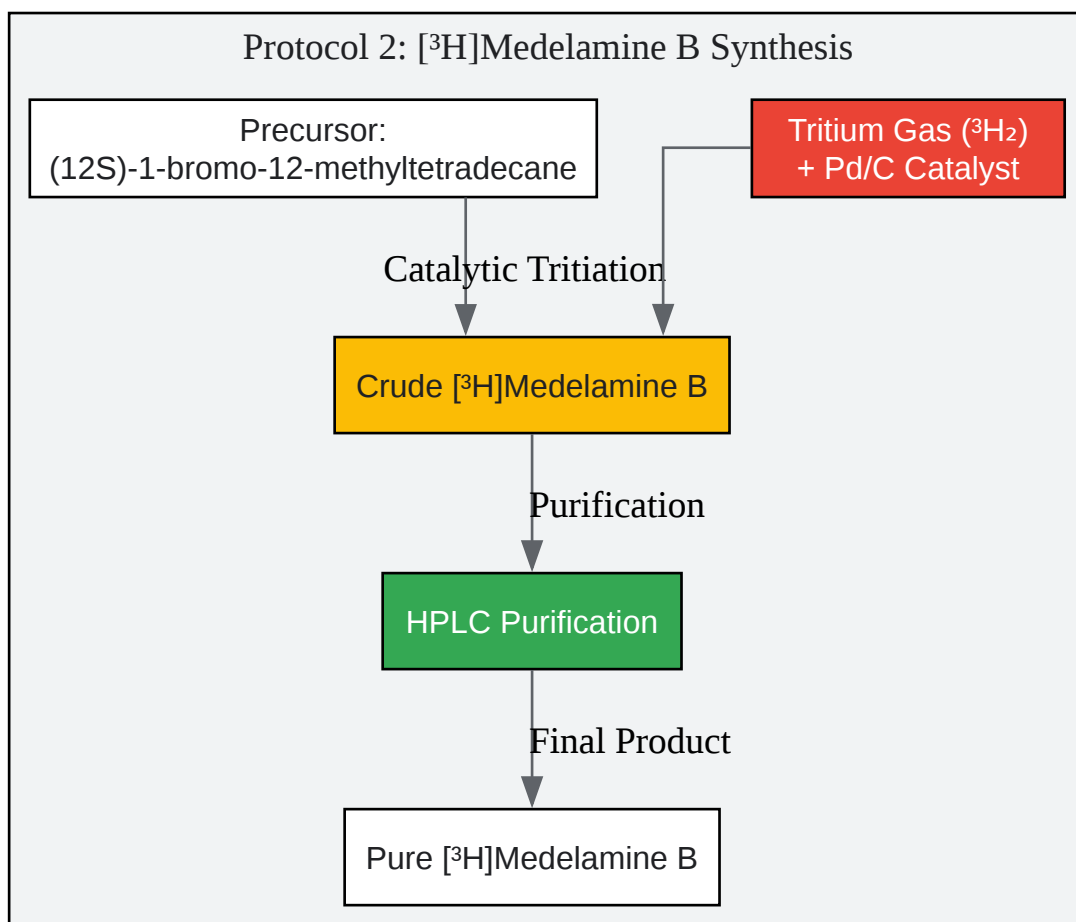 Protocol 2: [³H]Medelamine B Synthesis
Precursor:
(12S)-1-bromo-12-methyltetradecane
Tritium Gas (³H₂)
+ Pd/C Catalyst
Catalytic Tritiation
Crude [³H]Medelamine B
Purification
HPLC Purification
Final Product
Pure [³H]Medelamine B